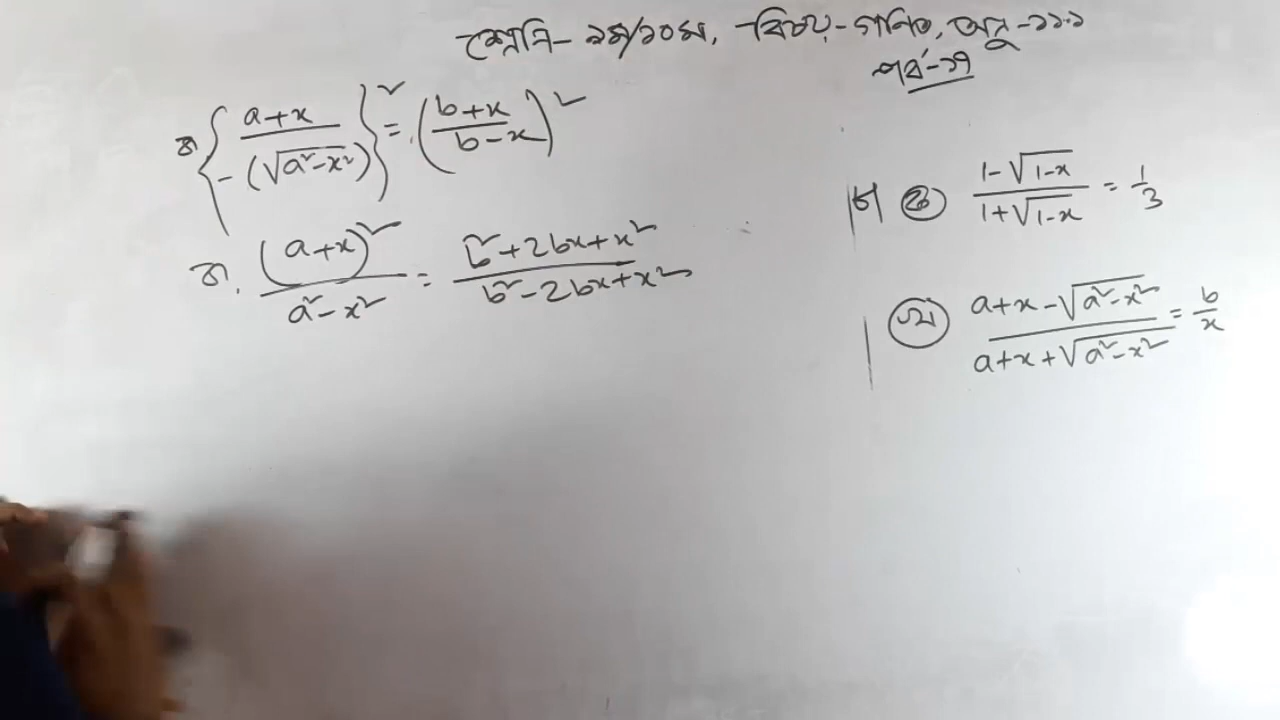 শ্রেণি- ৯ম/১০ম, বিষয়- গণিত, অনু-১১.১
পর্ব-১৭
বা, { (a+x) / -(√(a²-x²)) }² = ( (b+x) / (b-x) )²
বা, (a+x)² / (a²-x²) = (b²+2bx+x²) / (b²-2bx+x²)
(1-√(1-x)) / (1+√(1-x)) = 1/3
(a+x-√(a²-x²)) / (a+x+√(a²-x²)) = b/x